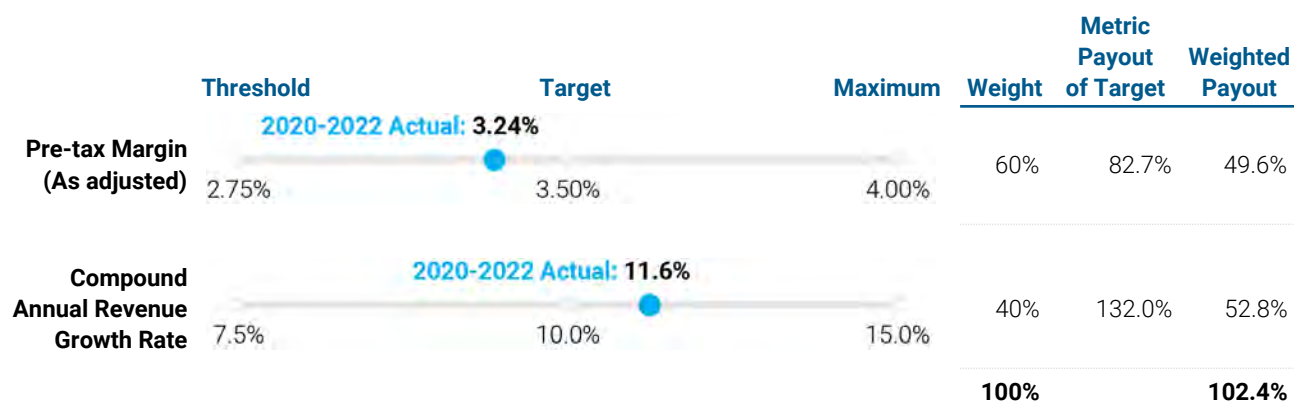 Metric
Payout Weighted
Threshold Target Maximum Weight of Target Payout
2020-2022 Actual: 3.24%
Pre-tax Margin
(As adjusted)
2.75% 3.50% 4.00%
60% 82.7% 49.6%
2020-2022 Actual: 11.6%
Compound
Annual Revenue
Growth Rate
7.5% 10.0% 15.0%
40% 132.0% 52.8%
100% 102.4%